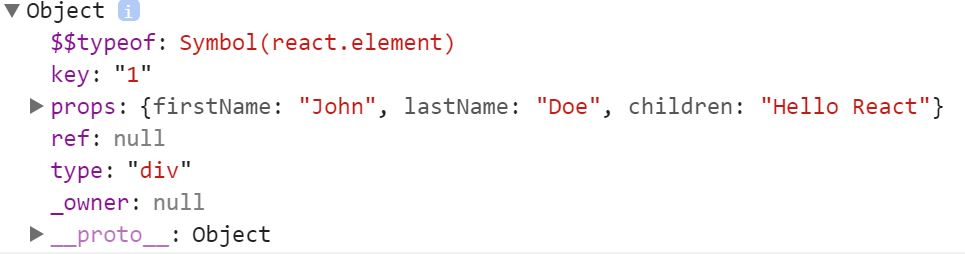 ▼Object i
$$typeof: Symbol(react.element)
key: "1"
▶props: {firstName: "John", lastName: "Doe", children: "Hello React"}
ref: null
type: "div"
_owner: null
▶__proto__: Object